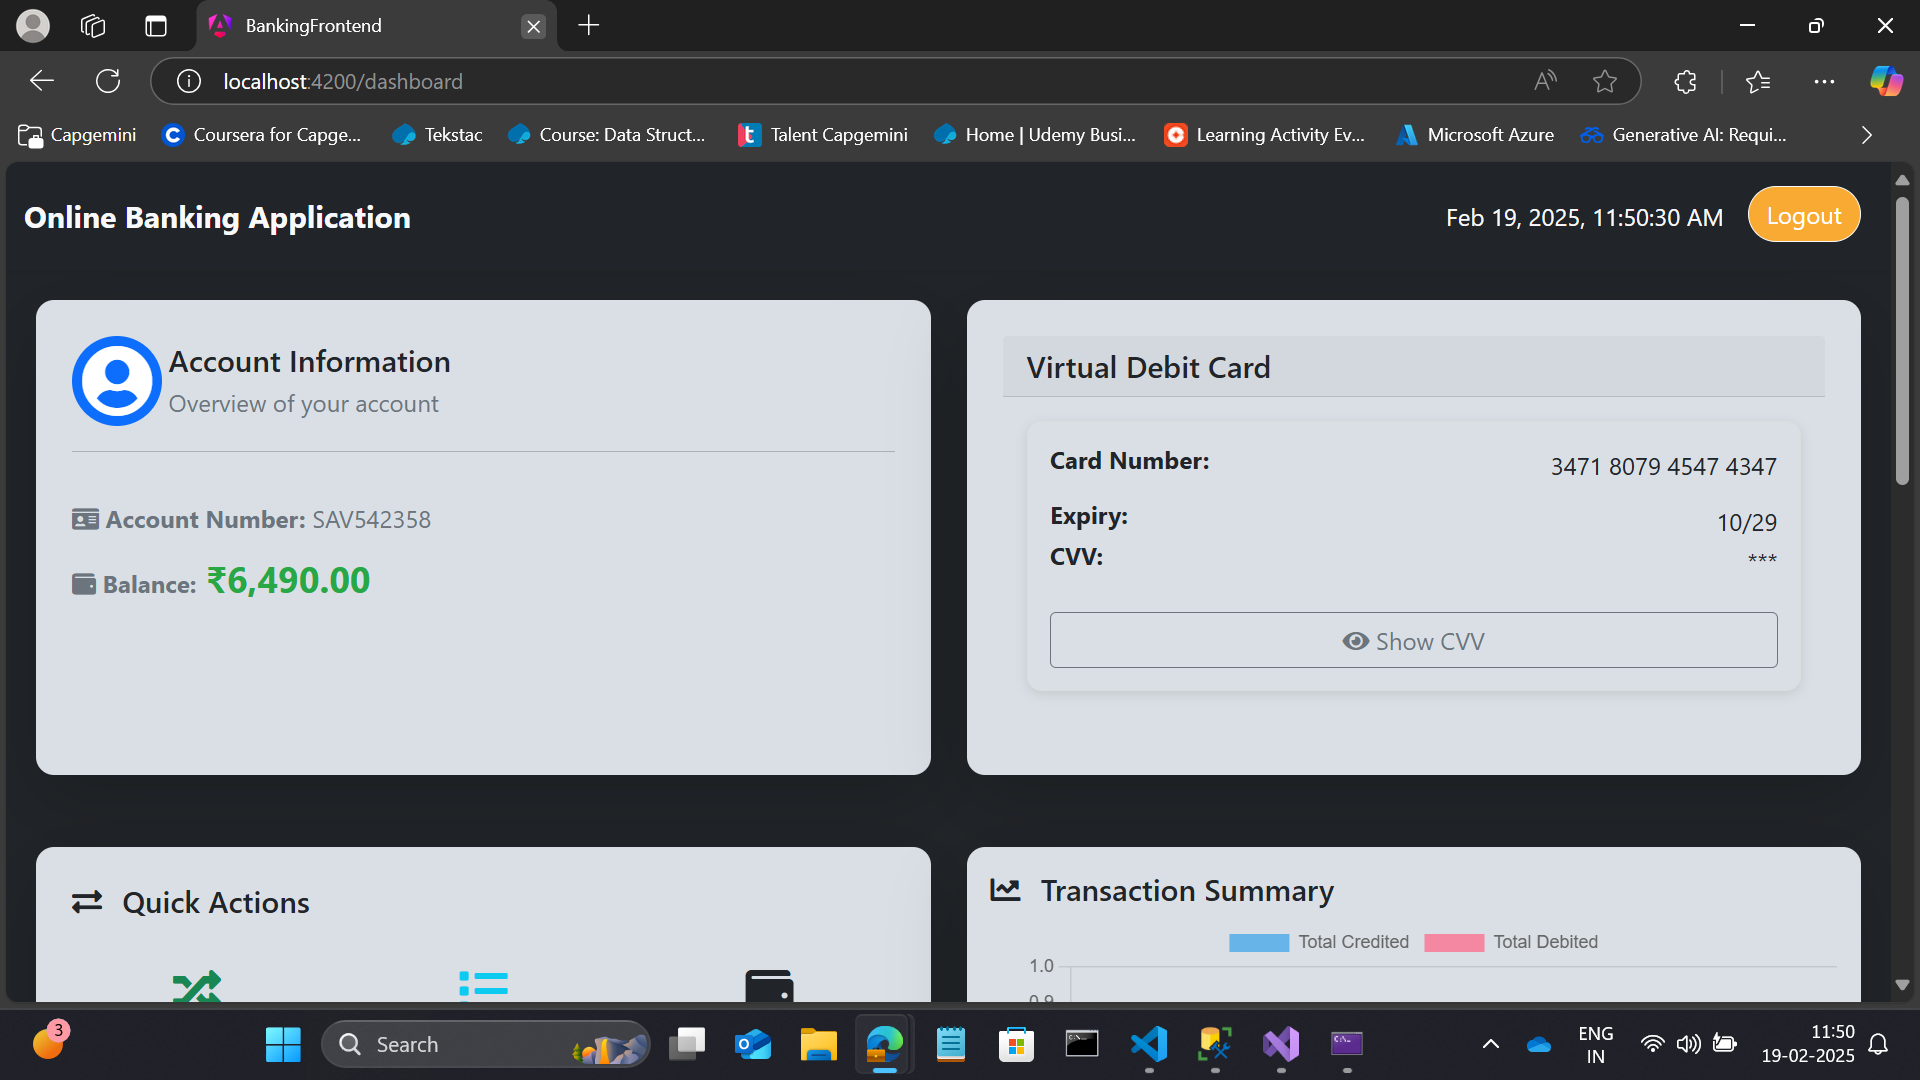 BankingFrontend
localhost:4200/dashboard
Capgemini
Coursera for Capge...
Tekstac
Course: Data Struct...
Talent Capgemini
Home | Udemy Busi...
Learning Activity Ev...
Microsoft Azure
Generative AI: Requi...
Online Banking Application
Feb 19, 2025, 11:50:30 AM
Logout
Account Information
Overview of your account
Account Number: SAV542358
Balance: ₹6,490.00
Virtual Debit Card
Card Number: 3471 8079 4547 4347
Expiry: 10/29
CVV: ***
Show CVV
Quick Actions
Transaction Summary
Total Credited
Total Debited
1.0
0.9
3
Search
ENG
IN
11:50
19-02-2025